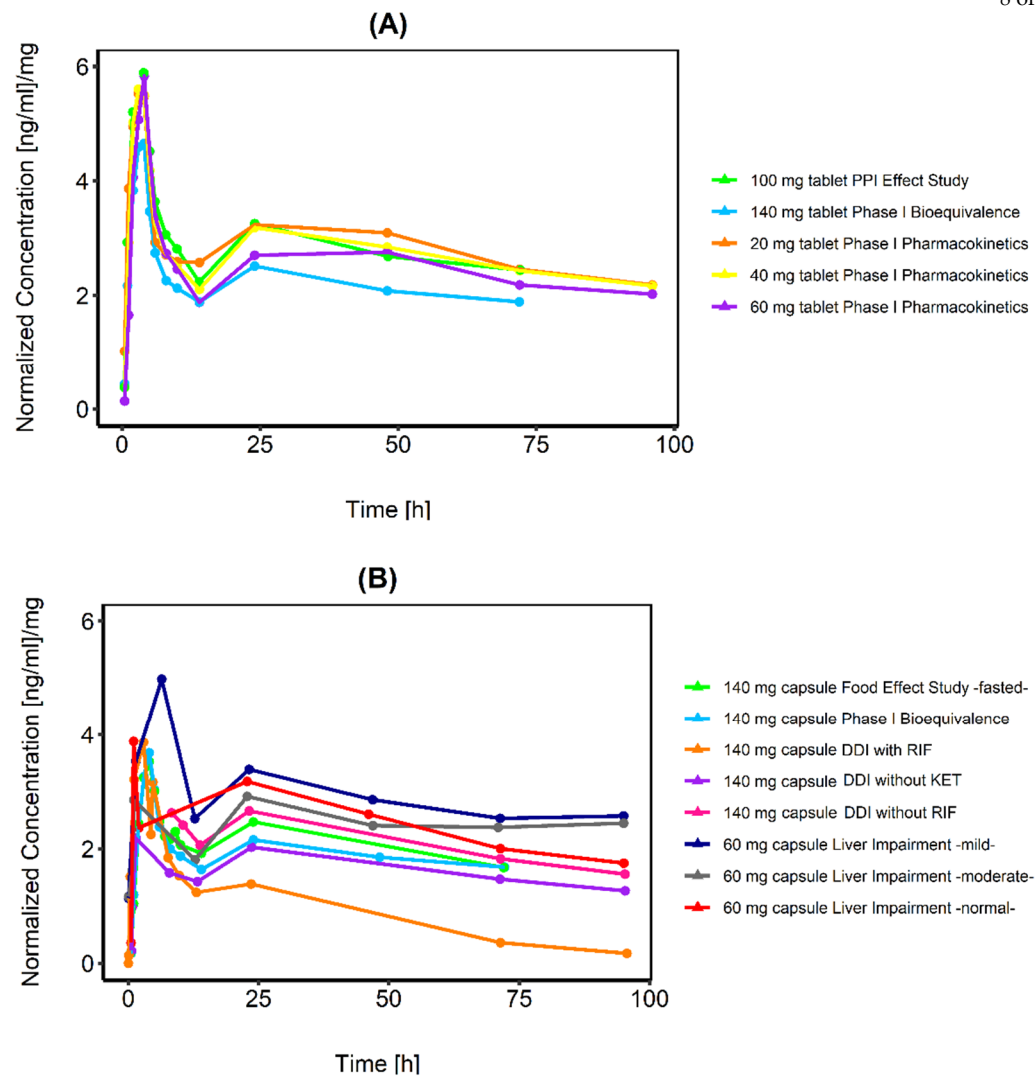 8 of
(A)
Normalized Concentration [ng/ml]/mg
6
4
2
0
0 25 50 75 100
Time [h]
100 mg tablet PPI Effect Study
140 mg tablet Phase I Bioequivalence
20 mg tablet Phase I Pharmacokinetics
40 mg tablet Phase I Pharmacokinetics
60 mg tablet Phase I Pharmacokinetics
(B)
Normalized Concentration [ng/ml]/mg
6
4
2
0
0 25 50 75 100
Time [h]
140 mg capsule Food Effect Study -fasted-
140 mg capsule Phase I Bioequivalence
140 mg capsule DDI with RIF
140 mg capsule DDI without KET
140 mg capsule DDI without RIF
60 mg capsule Liver Impairment -mild-
60 mg capsule Liver Impairment -moderate-
60 mg capsule Liver Impairment -normal-